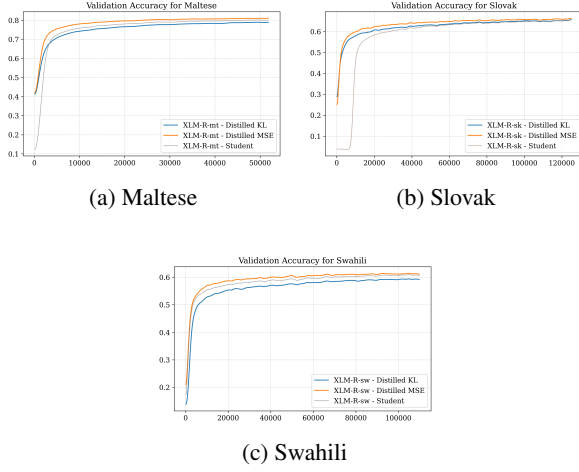 Validation Accuracy for Maltese
0.8
0.7
0.6
0.5
0.4
0.3
0.2
0.1
XLM-R-mt - Distilled KL
XLM-R-mt - Distilled MSE
XLM-R-mt - Student
0 10000 20000 30000 40000 50000
(a) Maltese
Validation Accuracy for Slovak
0.6
0.5
0.4
0.3
0.2
0.1
XLM-R-sk - Distilled KL
XLM-R-sk - Distilled MSE
XLM-R-sk - Student
0 20000 40000 60000 80000 100000 120000
(b) Slovak
Validation Accuracy for Swahili
0.6
0.5
0.4
0.3
0.2
XLM-R-sw - Distilled KL
XLM-R-sw - Distilled MSE
XLM-R-sw - Student
0 20000 40000 60000 80000 100000
(c) Swahili